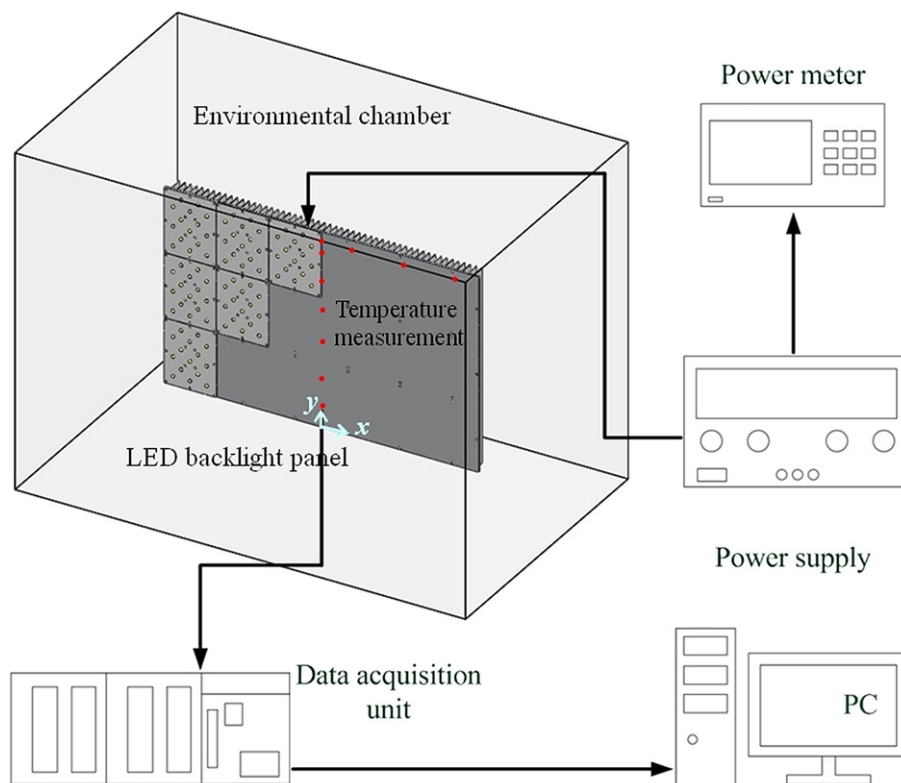 Power meter
Environmental chamber
Temperature
measurement
y
x
LED backlight panel
Power supply
Data acquisition
unit
PC